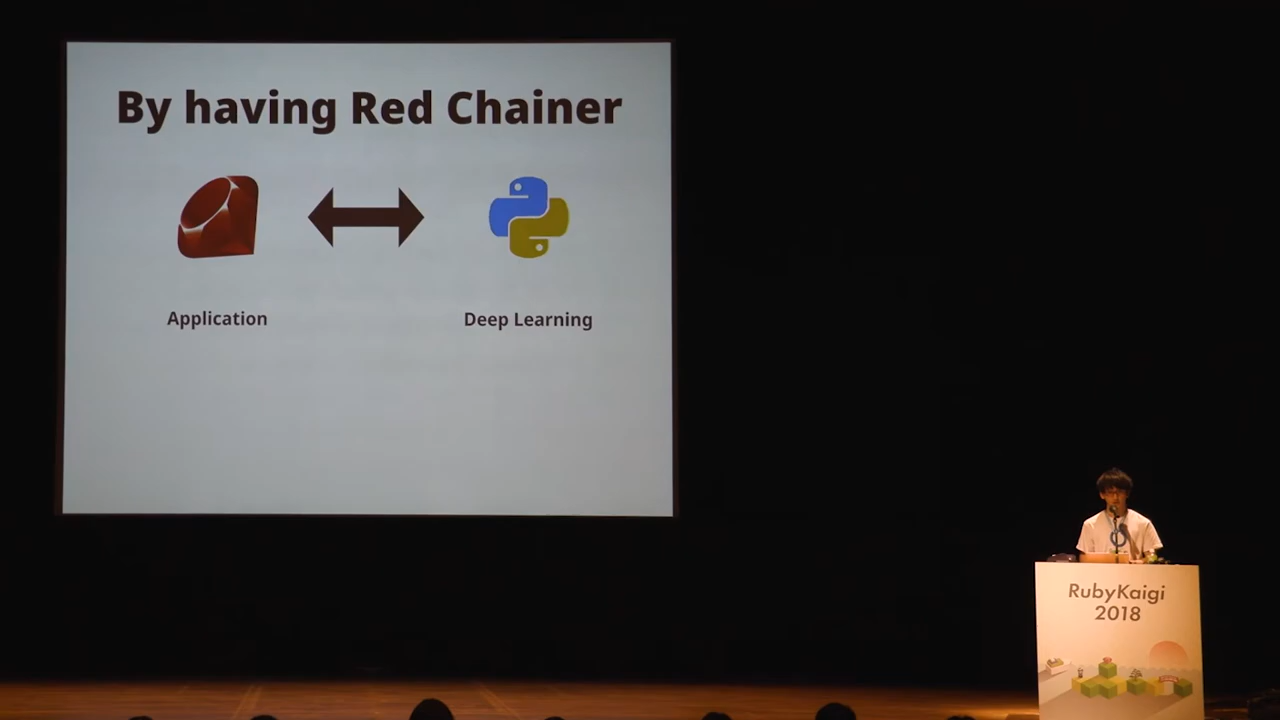 By having Red Chainer
Application
Deep Learning
RubyKaigi
2018